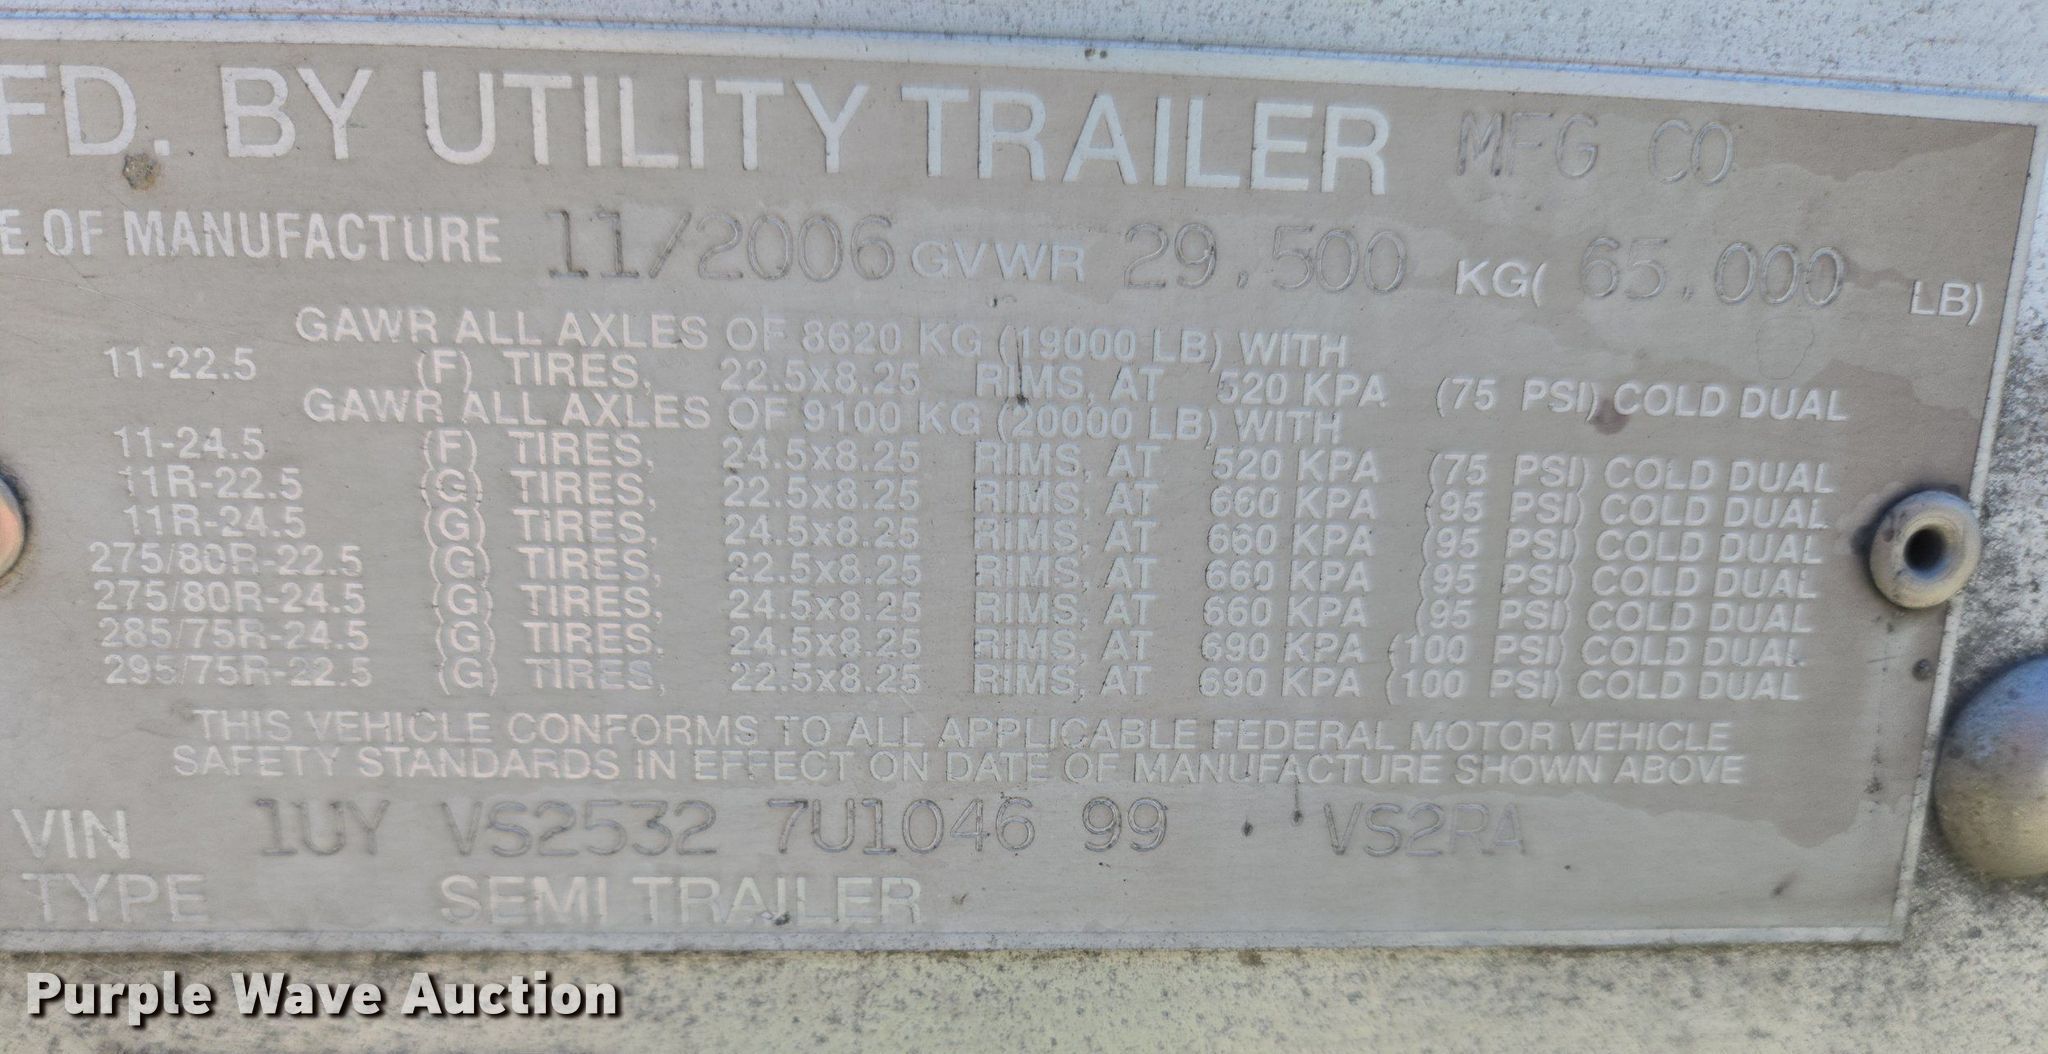 FD. BY UTILITY TRAILER MFG CO
E OF MANUFACTURE 11/2006 GVWR 29,500 KG( 65,000 LB)
GAWR ALL AXLES OF 8620 KG (19000 LB) WITH
11-22.5 (F) TIRES, 22.5x8.25 RIMS, AT 520 KPA (75 PSI) COLD DUAL
GAWR ALL AXLES OF 9100 KG (20000 LB) WITH
11-24.5 (F) TIRES, 24.5x8.25 RIMS, AT 520 KPA (75 PSI) COLD DUAL
11R-22.5 (G) TIRES, 22.5x8.25 RIMS, AT 660 KPA (95 PSI) COLD DUAL
11R-24.5 (G) TIRES, 24.5x8.25 RIMS, AT 660 KPA (95 PSI) COLD DUAL
275/80R-22.5 (G) TIRES, 22.5x8.25 RIMS, AT 660 KPA (95 PSI) COLD DUAL
275/80R-24.5 (G) TIRES, 24.5x8.25 RIMS, AT 660 KPA (95 PSI) COLD DUAL
285/75R-24.5 (G) TIRES, 24.5x8.25 RIMS, AT 690 KPA (100 PSI) COLD DUAL
295/75R-22.5 (G) TIRES, 22.5x8.25 RIMS, AT 690 KPA (100 PSI) COLD DUAL
THIS VEHICLE CONFORMS TO ALL APPLICABLE FEDERAL MOTOR VEHICLE
SAFETY STANDARDS IN EFFECT ON DATE OF MANUFACTURE SHOWN ABOVE
VIN 1UY VS2532 7U1046 99 VS2RA
TYPE SEMI TRAILER
Purple Wave Auction